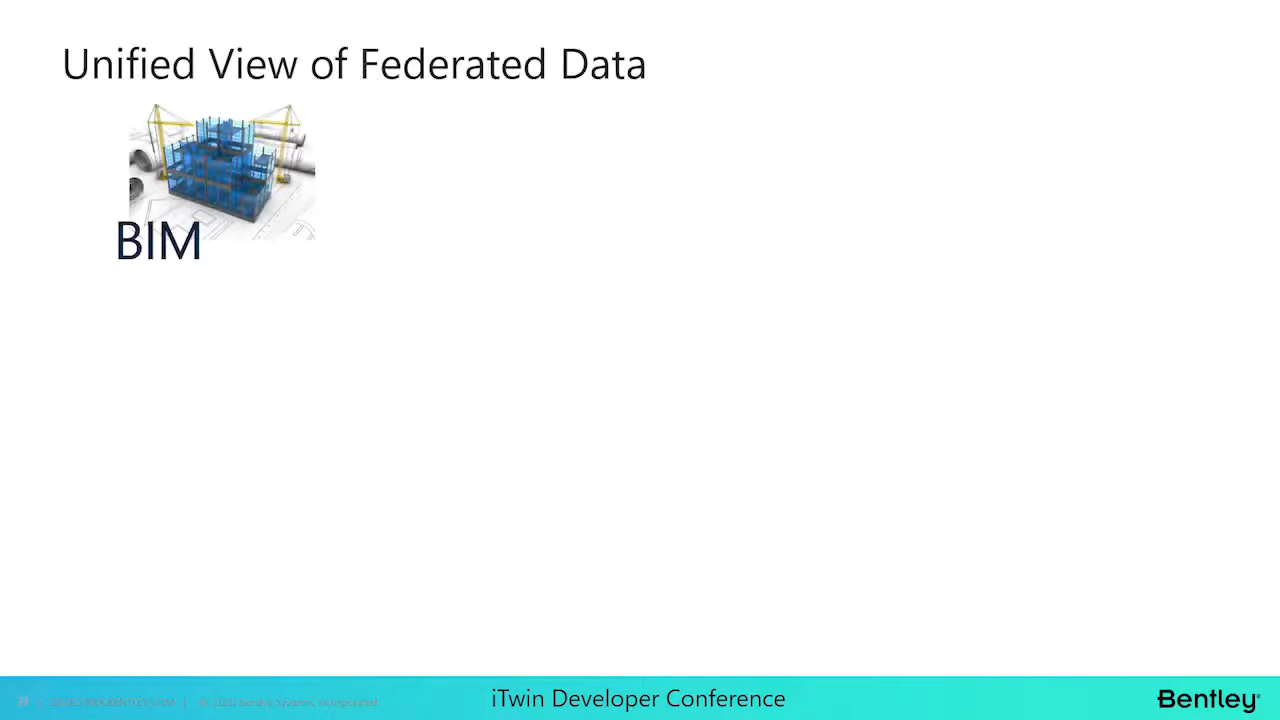 Unified View of Federated Data
BIM
iTwin Developer Conference
Bentley